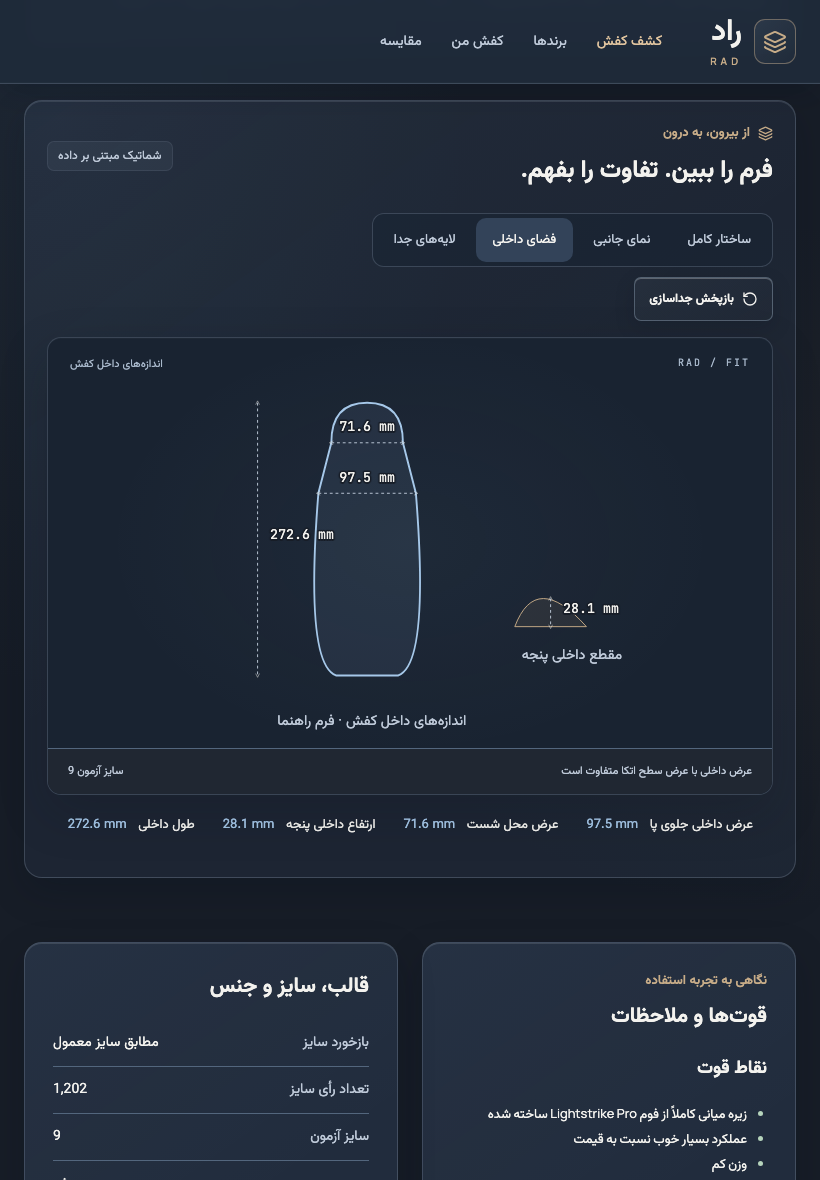 راد
RAD
کشف کفش
برندها
کفش من
مقایسه
از بیرون، به درون
فرم را ببین. تفاوت را بفهم.
شماتیک مبتنی بر داده
ساختار کامل
نمای جانبی
فضای داخلی
لایه‌های جدا
بازپخش جداسازی
RAD / FIT
اندازه‌های داخل کفش
71.6 mm
97.5 mm
272.6 mm
28.1 mm
مقطع داخلی پنجه
اندازه‌های داخل کفش · فرم راهنما
عرض داخلی با عرض سطح اتکا متفاوت است
سایز آزمون 9
عرض داخلی جلوی پا 97.5 mm
عرض محل شست 71.6 mm
ارتفاع داخلی پنجه 28.1 mm
طول داخلی 272.6 mm
نگاهی به تجربه استفاده
قوت‌ها و ملاحظات
نقاط قوت
زیره میانی کاملاً از فوم Lightstrike Pro ساخته شده
عملکرد بسیار خوب نسبت به قیمت
وزن کم
قالب، سایز و جنس
بازخورد سایز مطابق سایز معمول
تعداد رأی سایز 1,202
سایز آزمون 9